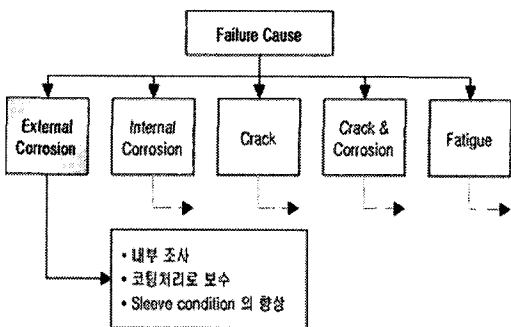 Failure Cause
External
Corrosion
Internal
Corrosion
Crack
Crack &
Corrosion
Fatigue
• 내부 조사
• 코팅처리로 보수
• Sleeve condition 의 향상